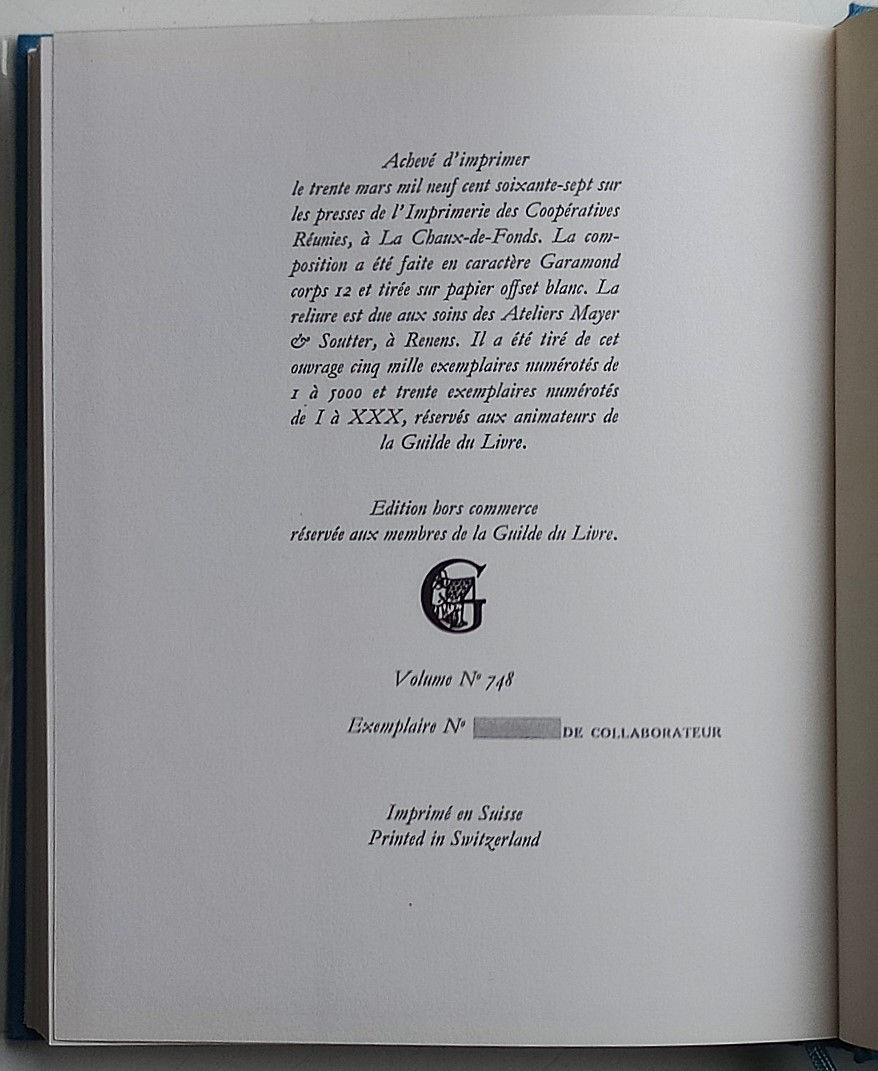 Achevé d'imprimer
le trente mars mil neuf cent soixante-sept sur
les presses de l'Imprimerie des Coopératives
Réunies, à La Chaux-de-Fonds. La com-
position a été faite en caractère Garamond
corps 12 et tirée sur papier offset blanc. La
reliure est due aux soins des Ateliers Mayer
& Soutter, à Renens. Il a été tiré de cet
ouvrage cinq mille exemplaires numérotés de
1 à 5000 et trente exemplaires numérotés
de I à XXX, réservés aux animateurs de
la Guilde du Livre.
Edition hors commerce
réservée aux membres de la Guilde du Livre.
G
Volume Nº 748
Exemplaire Nº DE COLLABORATEUR
Imprimé en Suisse
Printed in Switzerland